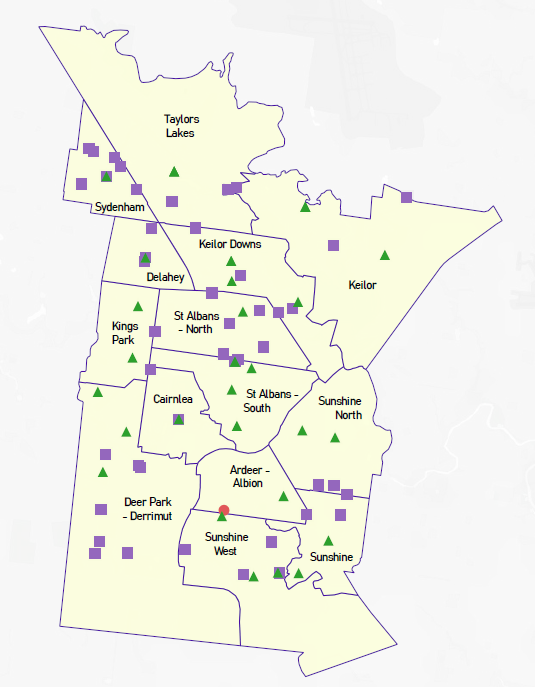 Taylors
Lakes
Sydenham
Keilor Downs
Delahey
Keilor
St Albans
- North
Kings
Park
Cairnlea
St Albans -
South
Sunshine
North
Ardeer -
Albion
Deer Park
- Derrimut
Sunshine
West
Sunshine